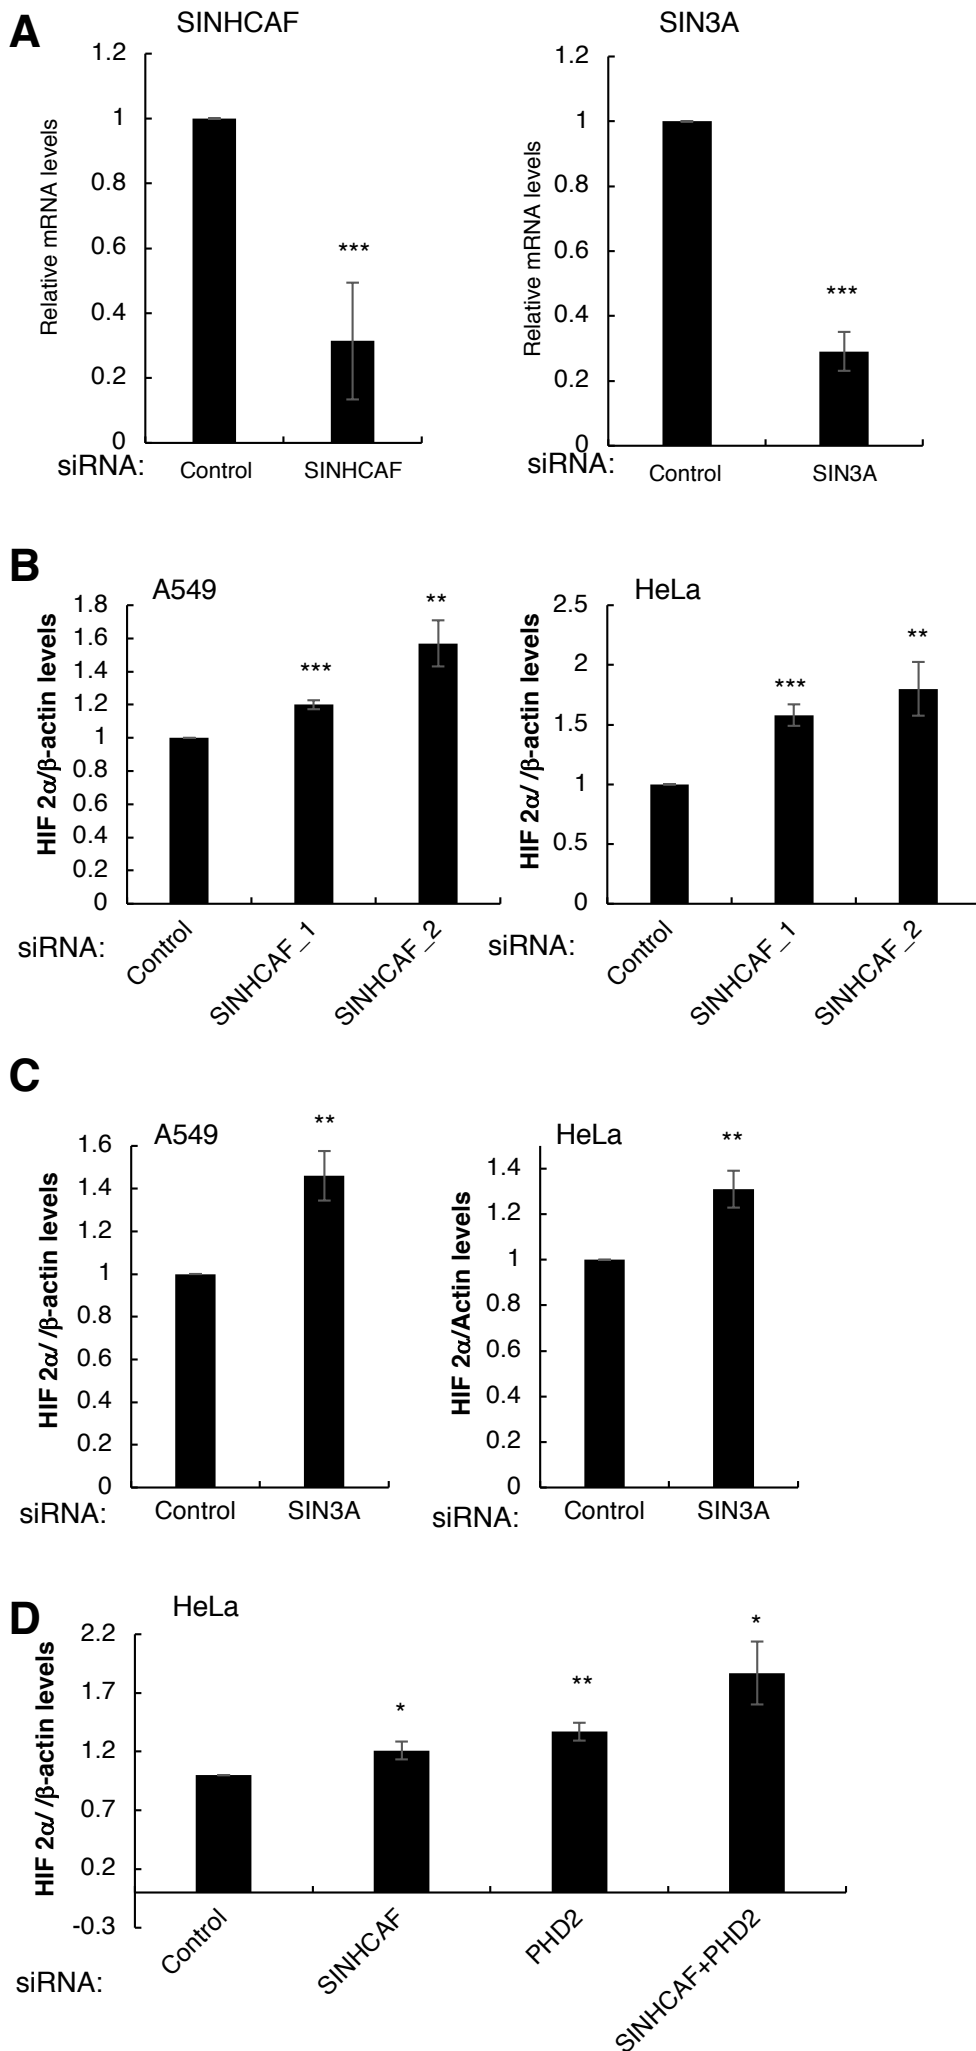 A
SINHCAF
SIN3A
Relative mRNA levels
1.2
1
0.8
0.6
0.4
0.2
0
***
siRNA:
Control
SINHCAF
Relative mRNA levels
1.2
1
0.8
0.6
0.4
0.2
0
***
siRNA:
Control
SIN3A
B
A549
HIF 2α/β-actin levels
1.8
1.6
1.4
1.2
1
0.8
0.6
0.4
0.2
0
***
**
siRNA:
Control
SINHCAF_1
SINHCAF_2
HeLa
HIF 2α/ /β-actin levels
2.5
2
1.5
1
0.5
0
***
**
siRNA:
Control
SINHCAF_1
SINHCAF_2
C
A549
HIF 2α/ /β-actin levels
1.6
1.4
1.2
1
0.8
0.6
0.4
0.2
0
**
siRNA:
Control
SIN3A
HeLa
HIF 2α/Actin levels
1.4
1.2
1
0.8
0.6
0.4
0.2
0
**
siRNA:
Control
SIN3A
D
HeLa
HIF 2α/ /β-actin levels
2.2
1.7
1.2
0.7
0.2
-0.3
*
**
*
siRNA:
Control
SINHCAF
PHD2
SINHCAF+PHD2